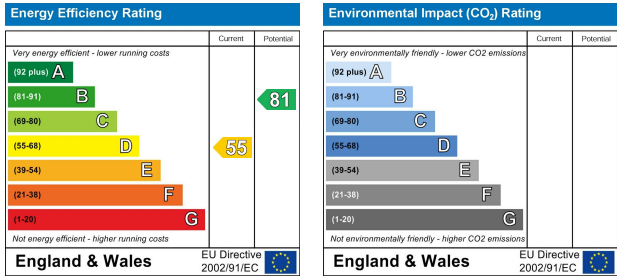 Energy Efficiency Rating
Current Potential
Very energy efficient - lower running costs
(92 plus) A
(81-91) B
(69-80) C
(55-68) D
(39-54) E
(21-38) F
(1-20) G
81
55
Not energy efficient - higher running costs
England & Wales
EU Directive
2002/91/EC
Environmental Impact (CO₂) Rating
Current Potential
Very environmentally friendly - lower CO2 emissions
(92 plus) A
(81-91) B
(69-80) C
(55-68) D
(39-54) E
(21-38) F
(1-20) G
Not environmentally friendly - higher CO2 emissions
England & Wales
EU Directive
2002/91/EC